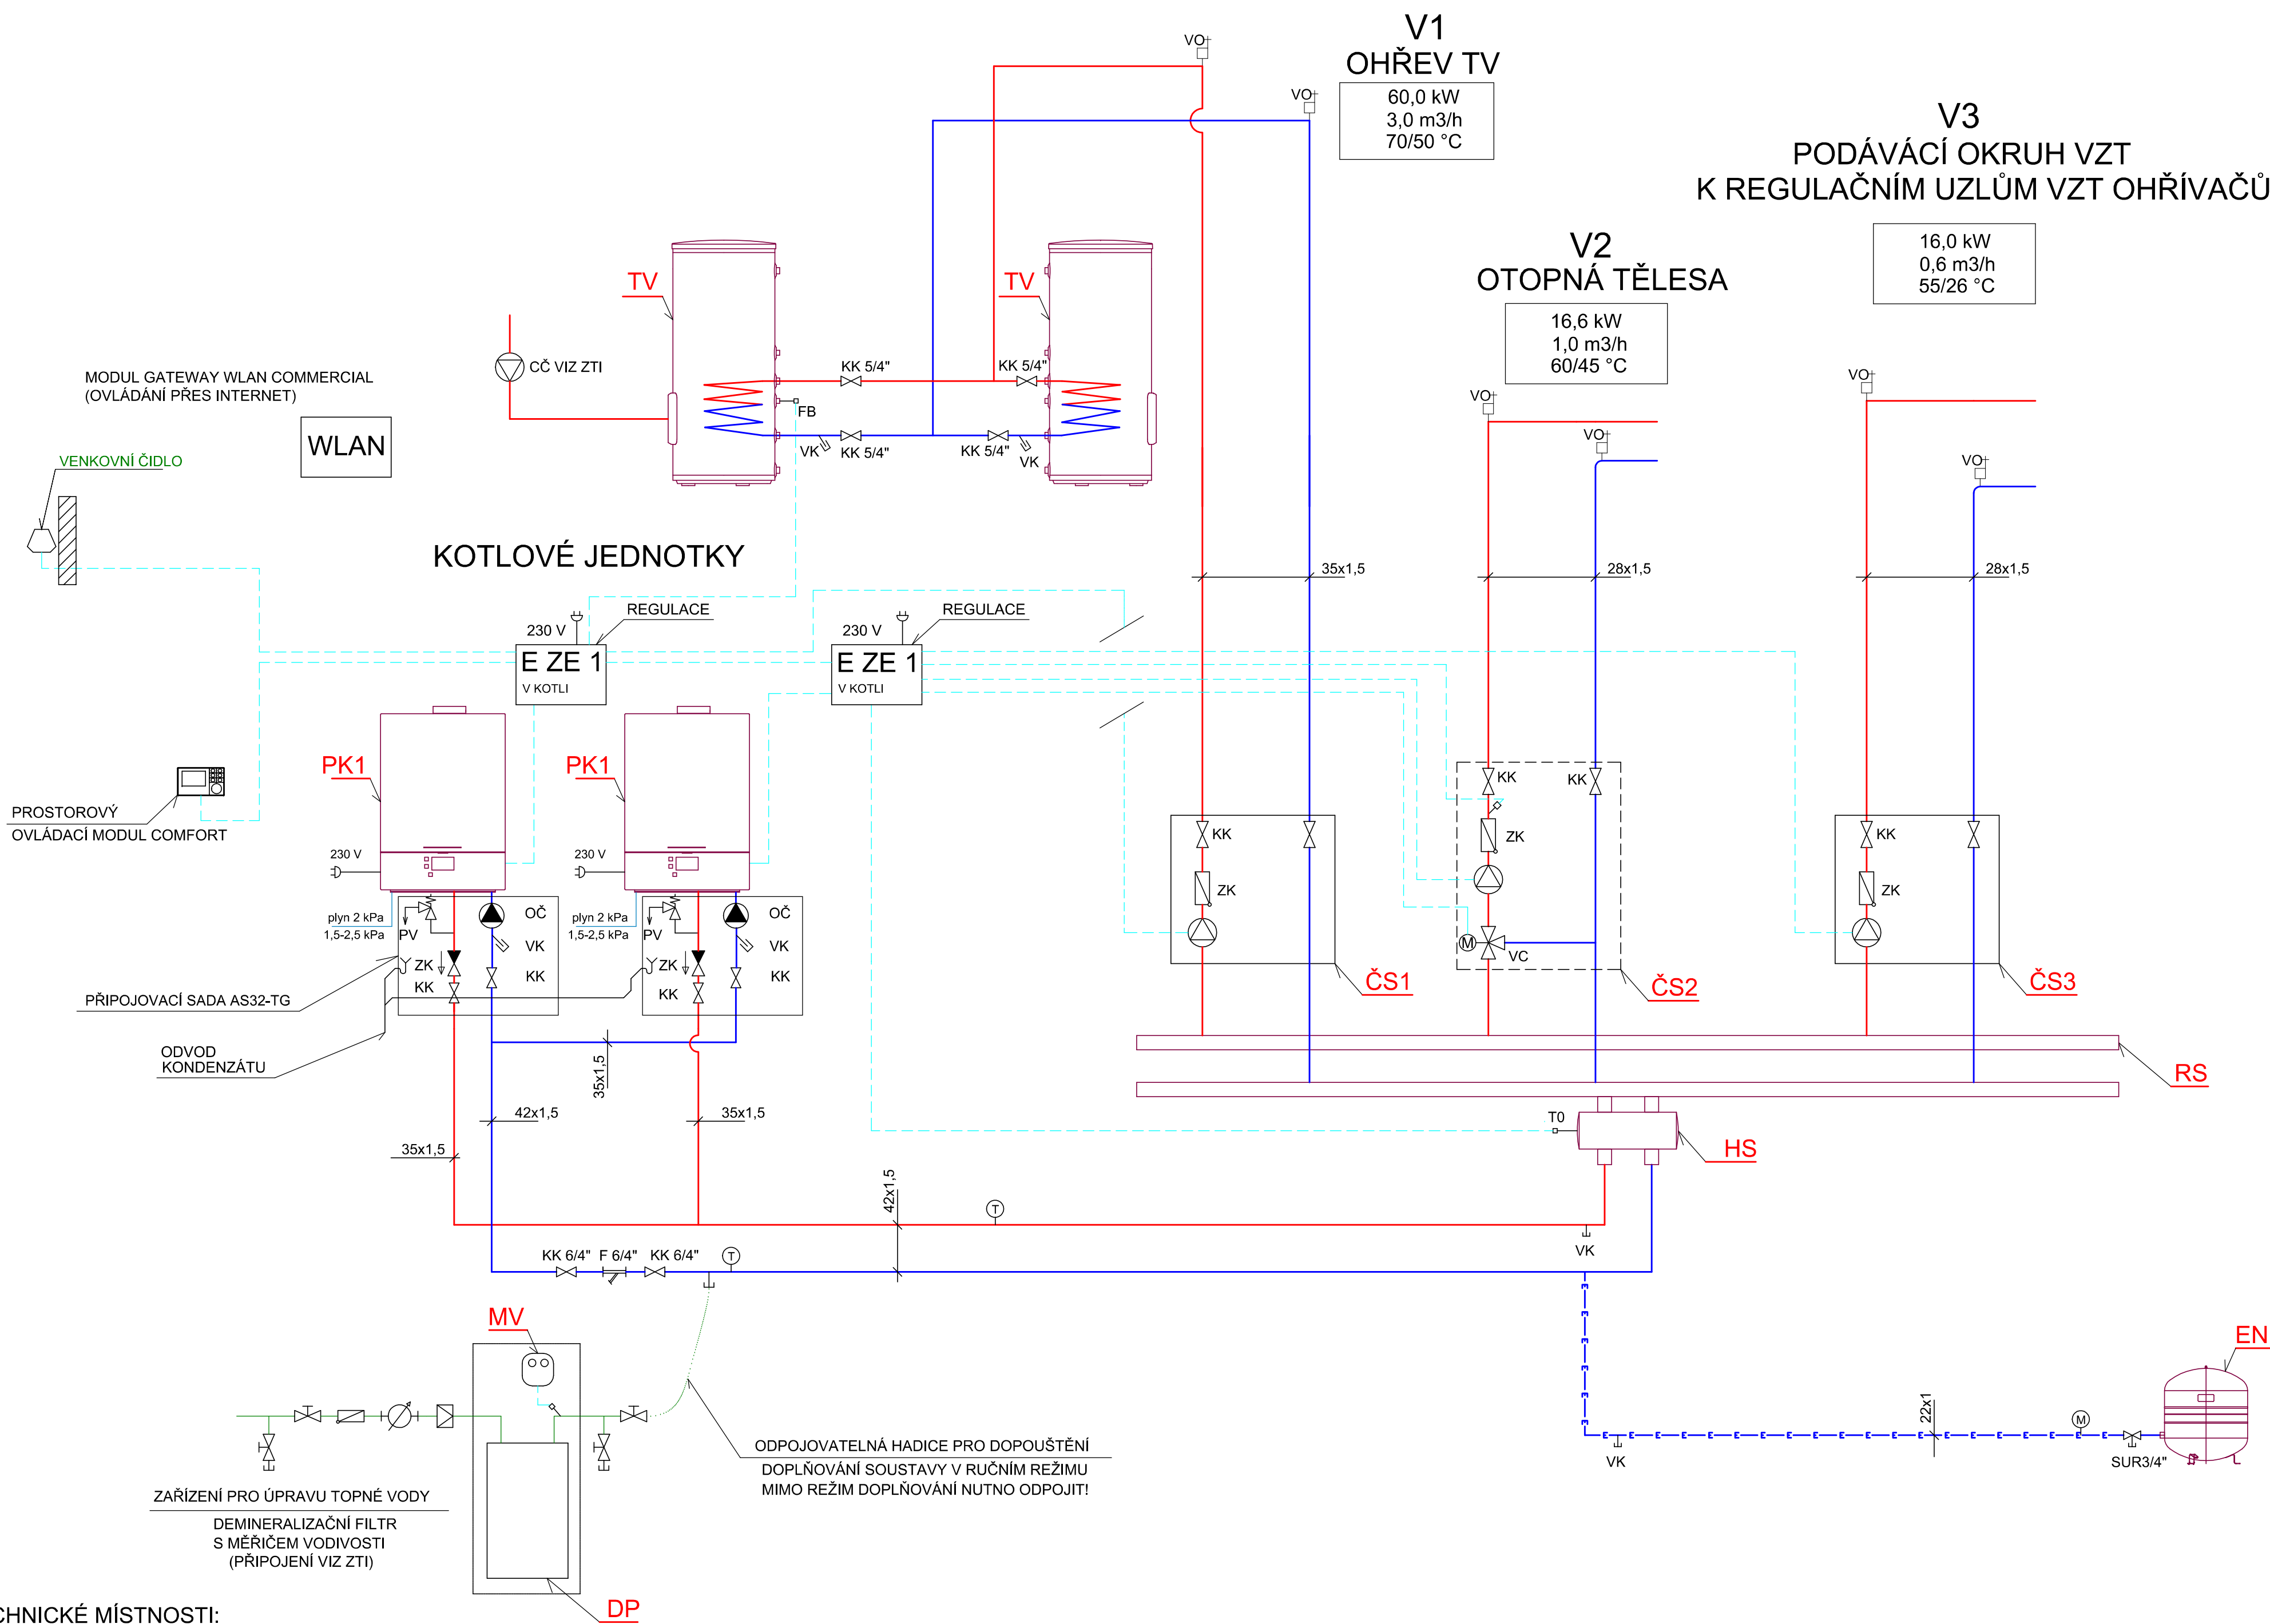 V1
OHŘEV TV
60,0 kW
3,0 m3/h
70/50 °C
VO
VO
V3
PODÁVÁCÍ OKRUH VZT
K REGULAČNÍM UZLŮM VZT OHŘÍVAČŮ
16,0 kW
0,6 m3/h
55/26 °C
V2
OTOPNÁ TĚLESA
16,6 kW
1,0 m3/h
60/45 °C
TV
TV
CČ VIZ ZTI
KK 5/4"
KK 5/4"
FB
VK
KK 5/4"
KK 5/4"
VK
VO
VO
VO
VO
MODUL GATEWAY WLAN COMMERCIAL
(OVLÁDÁNÍ PŘES INTERNET)
WLAN
VENKOVNÍ ČIDLO
KOTLOVÉ JEDNOTKY
35x1,5
28x1,5
28x1,5
REGULACE
230 V
E ZE 1
V KOTLI
REGULACE
230 V
E ZE 1
V KOTLI
PK1
PK1
PROSTOROVÝ
OVLÁDACÍ MODUL COMFORT
230 V
230 V
plyn 2 kPa
1,5-2,5 kPa
PV
OČ
VK
ZK
KK
KK
plyn 2 kPa
1,5-2,5 kPa
PV
OČ
VK
ZK
KK
KK
PŘIPOJOVACÍ SADA AS32-TG
ODVOD
KONDENZÁTU
KK
ZK
ČS1
KK
KK
ZK
M
VC
ČS2
KK
ZK
ČS3
RS
35x1,5
42x1,5
35x1,5
35x1,5
T0
HS
42x1,5
T
VK
KK 6/4"
F 6/4"
KK 6/4"
T
MV
EN
22x1
M
VK
SUR3/4"
ODPOJOVATELNÁ HADICE PRO DOPOUŠTĚNÍ
DOPLŇOVÁNÍ SOUSTAVY V RUČNÍM REŽIMU
MIMO REŽIM DOPLŇOVÁNÍ NUTNO ODPOJIT!
ZAŘÍZENÍ PRO ÚPRAVU TOPNÉ VODY
DEMINERALIZAČNÍ FILTR
S MĚŘIČEM VODIVOSTI
(PŘIPOJENÍ VIZ ZTI)
DP
CHNICKÉ MÍSTNOSTI: